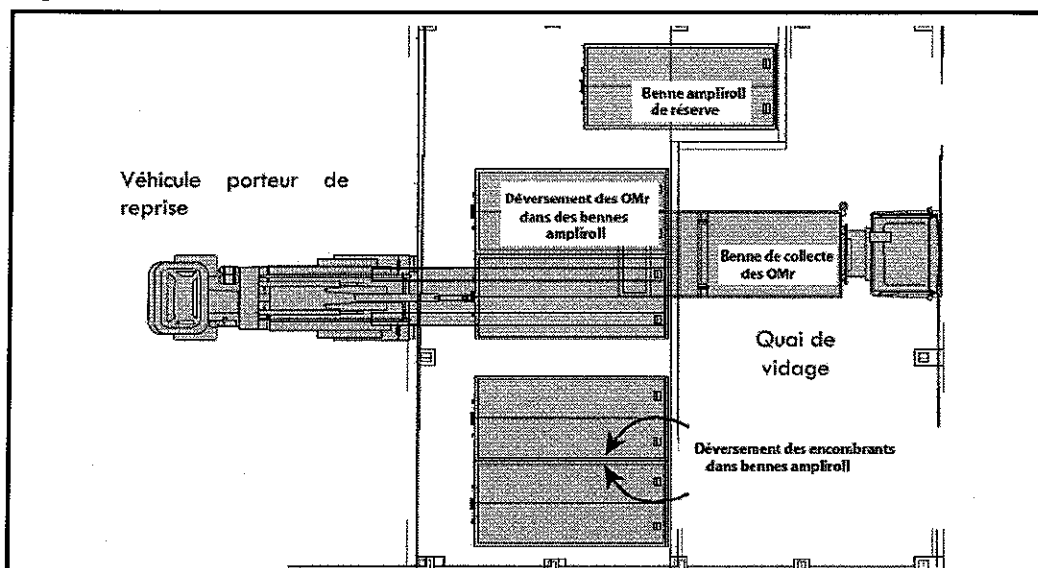 Benne ampliroll
de réserve
Véhicule porteur de
reprise
Déversement des OMr
dans des bennes
ampliroll
Benne de collecte
des OMr
Quai de
vidage
Déversement des encombrants
dans bennes ampliroll